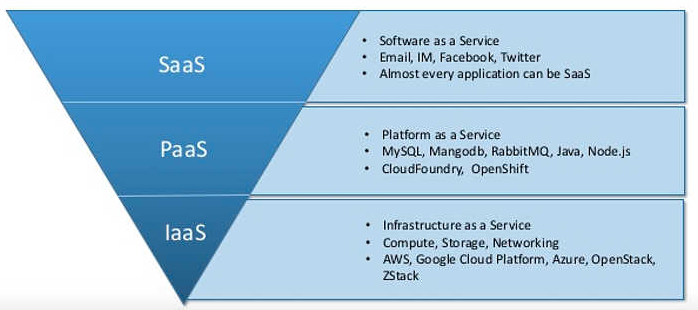 SaaS
• Software as a Service
• Email, IM, Facebook, Twitter
• Almost every application can be SaaS
PaaS
• Platform as a Service
• MySQL, Mangodb, RabbitMQ, Java, Node.js
• CloudFoundry, OpenShift
IaaS
• Infrastructure as a Service
• Compute, Storage, Networking
• AWS, Google Cloud Platform, Azure, OpenStack,
ZStack